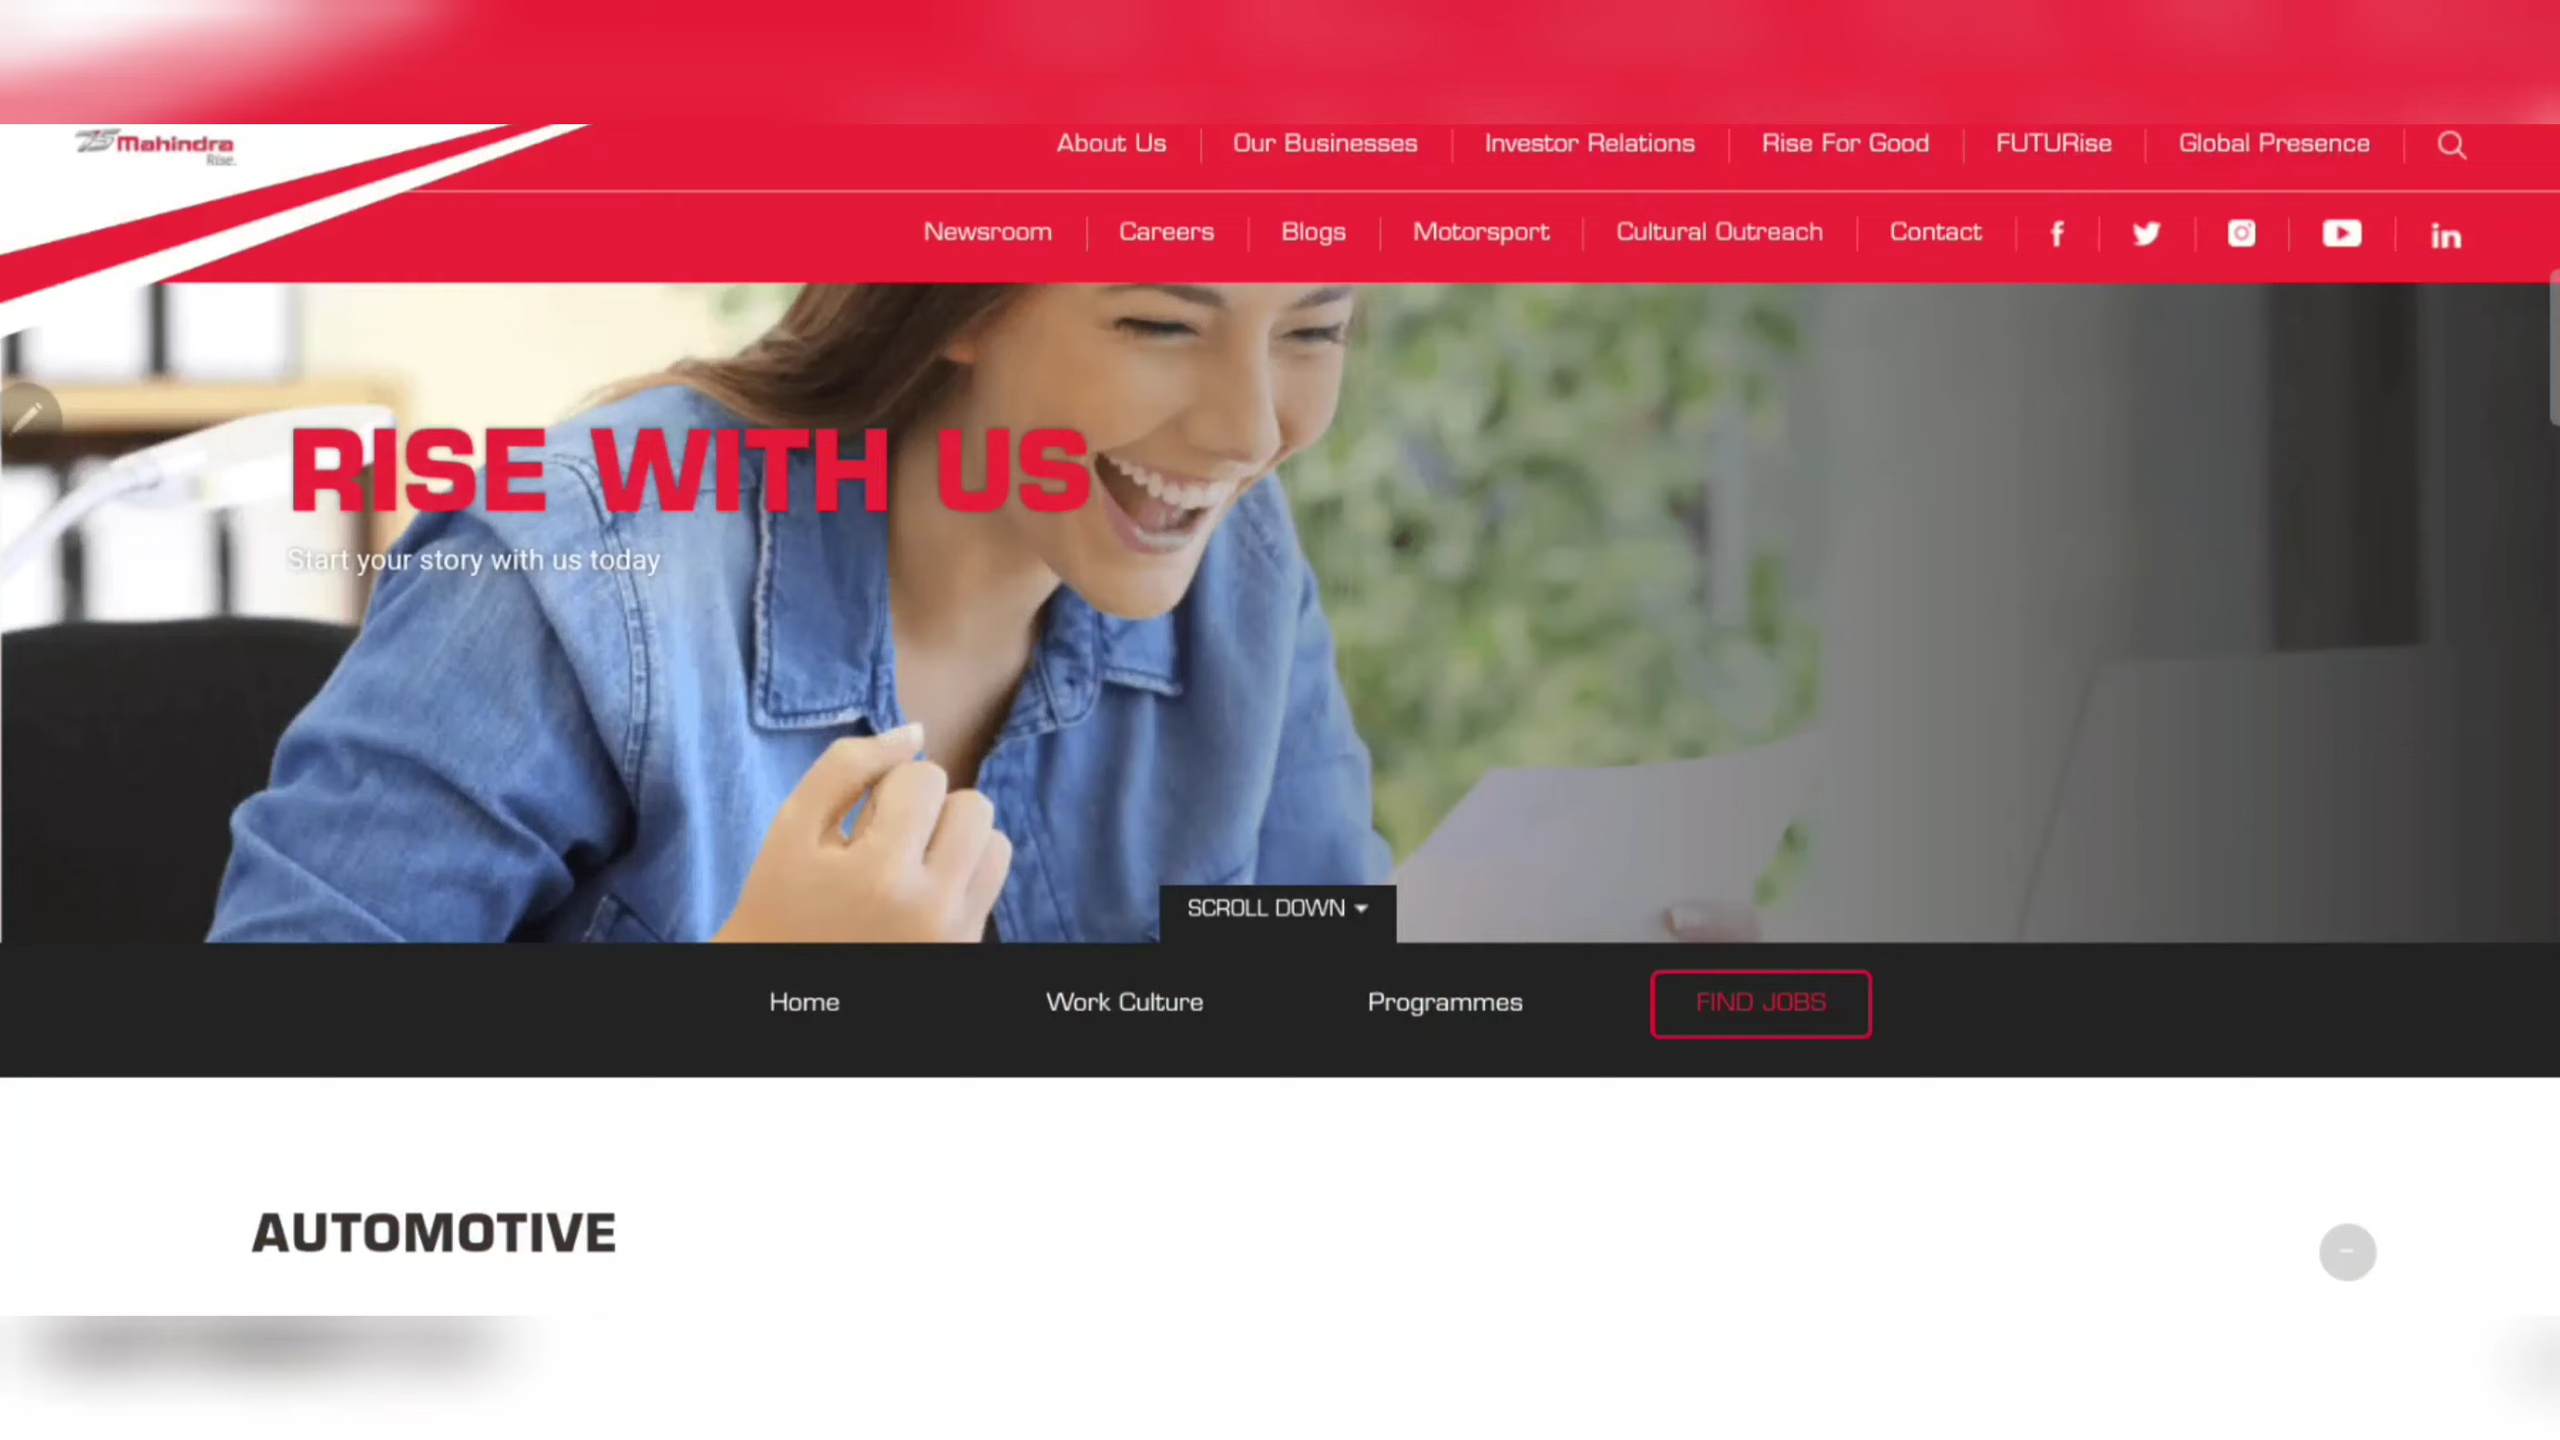 75 Mahindra
Rise.
About Us
Our Businesses
Investor Relations
Rise For Good
FUTURise
Global Presence
Newsroom
Careers
Blogs
Motorsport
Cultural Outreach
Contact
RISE WITH US
Start your story with us today
SCROLL DOWN
Home
Work Culture
Programmes
FIND JOBS
AUTOMOTIVE